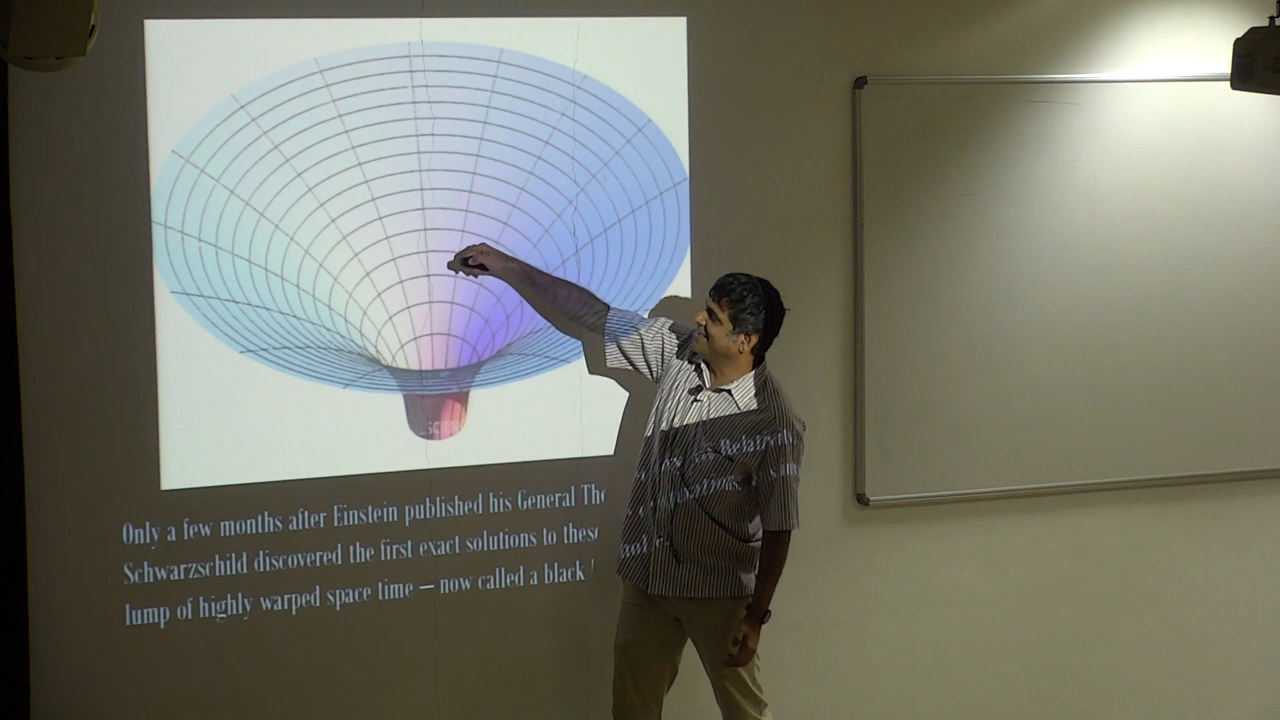 Only a few months after Einstein published his General
Schwarzschild discovered the first exact solutions to these
lump of highly warped space time – now called a black